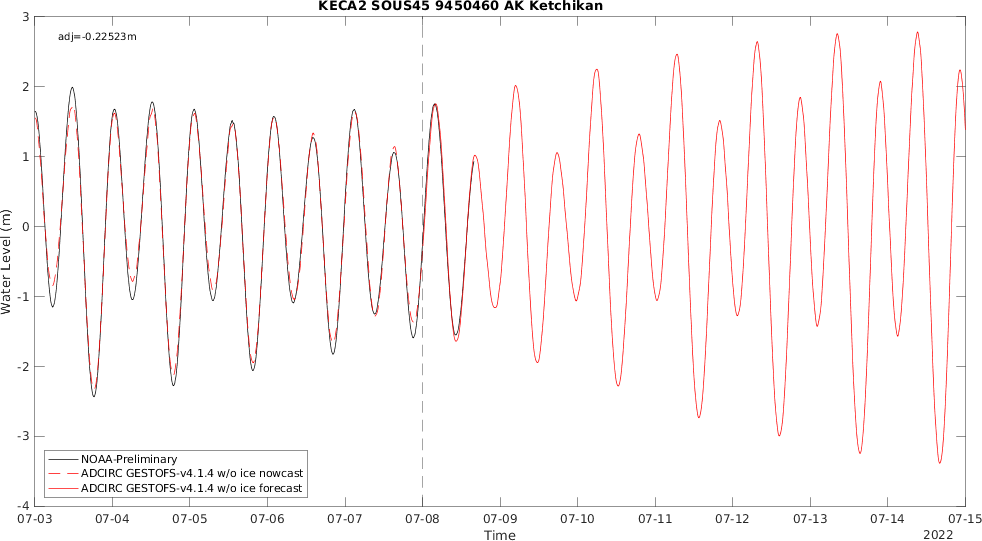 KECA2 SOUS45 9450460 AK Ketchikan
adj=-0.22523m
3
2
1
0
-1
-2
-3
-4
Water Level (m)
NOAA-Preliminary
ADCIRC GESTOFS-v4.1.4 w/o ice nowcast
ADCIRC GESTOFS-v4.1.4 w/o ice forecast
07-03 07-04 07-05 07-06 07-07 07-08 07-09 07-10 07-11 07-12 07-13 07-14 07-15
Time
2022